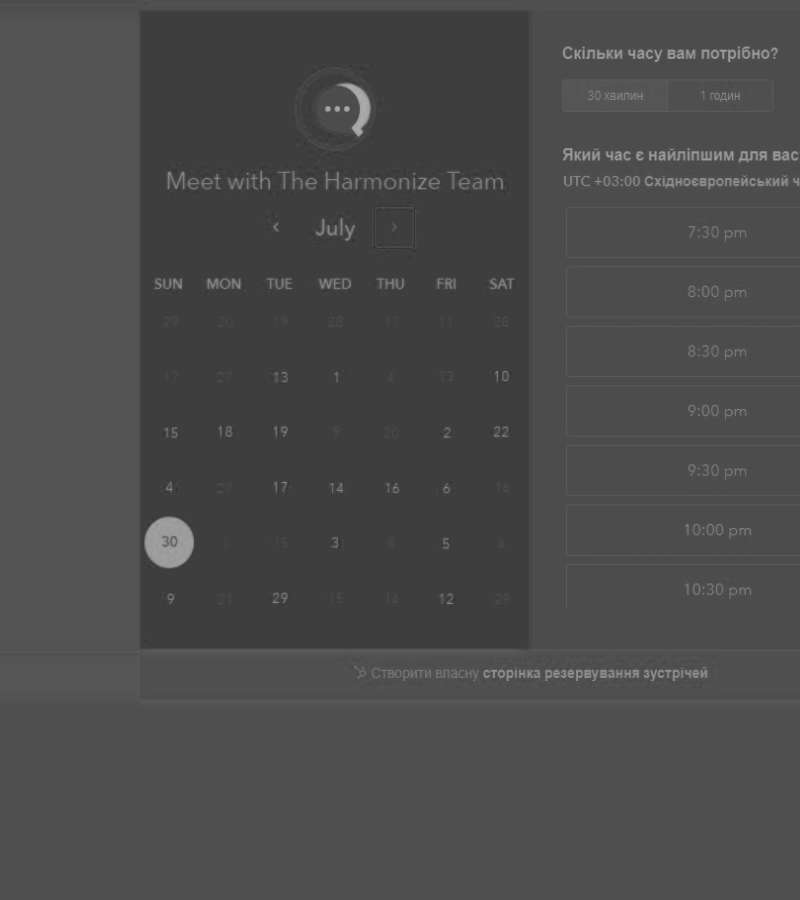 Meet with The Harmonize Team
‹ July ›
SUN MON TUE WED THU FRI SAT
29 20 19 28 17 11 28
17 27 13 1 4 13 10
15 18 19 9 20 2 22
4 27 17 14 16 6 16
30 1 15 3 8 5 6
9 21 29 15 16 12 29
Скільки часу вам потрібно?
30 хвилин 1 годин
Який час є найліпшим для вас
UTC +03:00 Східноєвропейський ч
7:30 pm
8:00 pm
8:30 pm
9:00 pm
9:30 pm
10:00 pm
10:30 pm
Створити власну сторінка резервування зустрічей